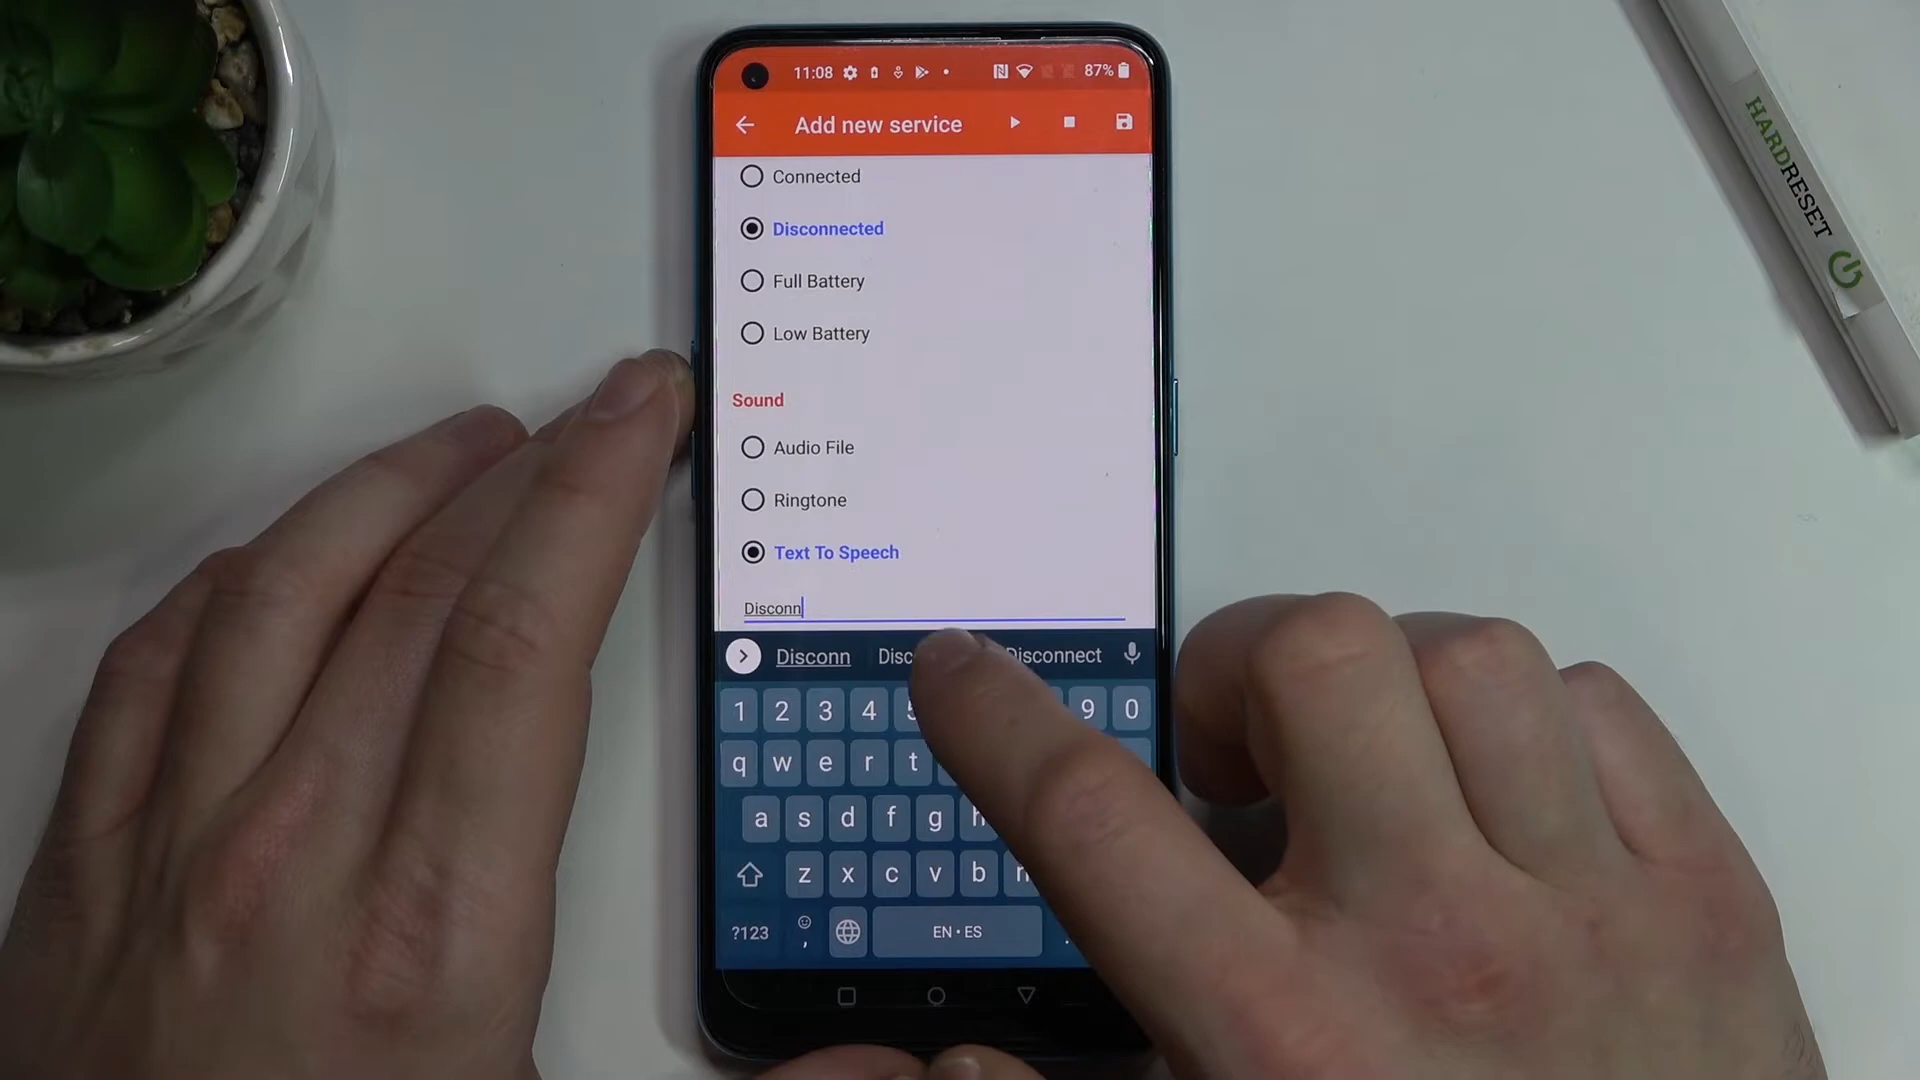 11:08 87%
Add new service
Connected
Disconnected
Full Battery
Low Battery
Sound
Audio File
Ringtone
Text To Speech
Disconn
Disconn Disconnect
1 2 3 4 5 9 0
q w e r t
a s d f g h
z x c v b n
?123 , EN • ES .
HARDRESET